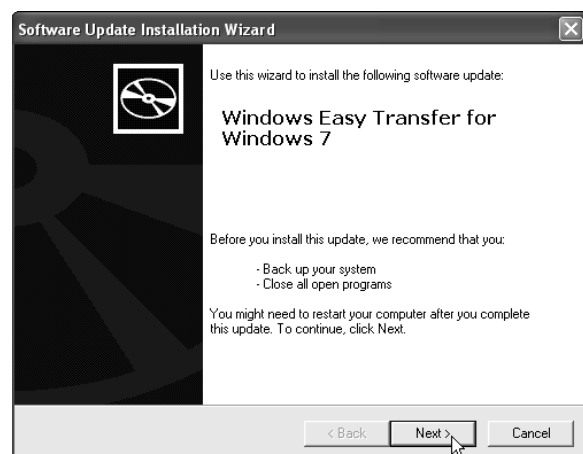 Software Update Installation Wizard
Use this wizard to install the following software update:
Windows Easy Transfer for
Windows 7
Before you install this update, we recommend that you:
- Back up your system
- Close all open programs
You might need to restart your computer after you complete
this update. To continue, click Next.
< Back
Next >
Cancel